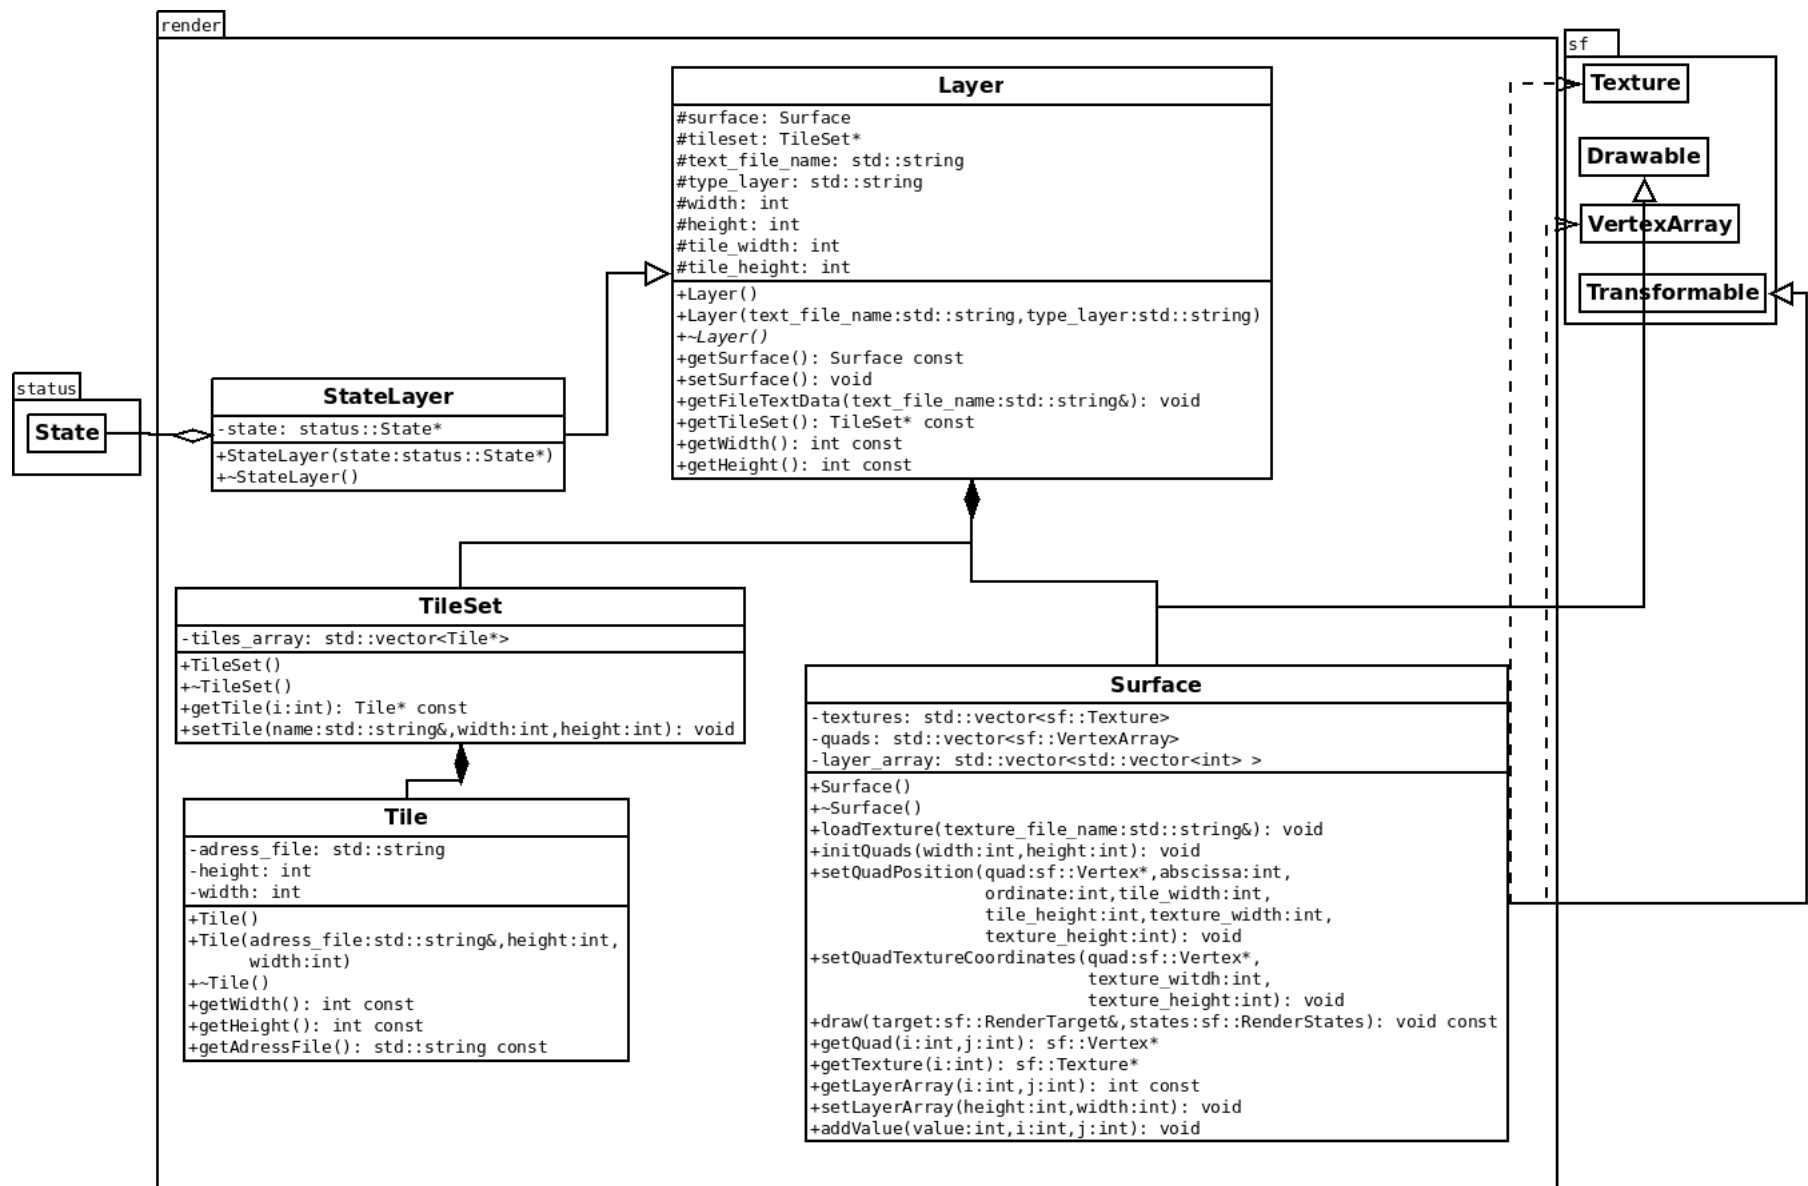 render
sf
Texture
Drawable
VertexArray
Transformable
Layer
#surface: Surface
#tileset: TileSet*
#text_file_name: std::string
#type_layer: std::string
#width: int
#height: int
#tile_width: int
#tile_height: int
+Layer()
+Layer(text_file_name:std::string,type_layer:std::string)
+~Layer()
+getSurface(): Surface const
+setSurface(): void
+getFileTextData(text_file_name:std::string&): void
+getTileSet(): TileSet* const
+getWidth(): int const
+getHeight(): int const
status
State
StateLayer
-state: status::State*
+StateLayer(state:status::State*)
+~StateLayer()
TileSet
-tiles_array: std::vector<Tile*>
+TileSet()
+~TileSet()
+getTile(i:int): Tile* const
+setTile(name:std::string&,width:int,height:int): void
Tile
-adress_file: std::string
-height: int
-width: int
+Tile()
+Tile(adress_file:std::string&,height:int,
width:int)
+~Tile()
+getWidth(): int const
+getHeight(): int const
+getAdressFile(): std::string const
Surface
-textures: std::vector<sf::Texture>
-quads: std::vector<sf::VertexArray>
-layer_array: std::vector<std::vector<int> >
+Surface()
+~Surface()
+loadTexture(texture_file_name:std::string&): void
+initQuads(width:int,height:int): void
+setQuadPosition(quad:sf::Vertex*,abscissa:int,
ordinate:int,tile_width:int,
tile_height:int,texture_width:int,
texture_height:int): void
+setQuadTextureCoordinates(quad:sf::Vertex*,
texture_witdh:int,
texture_height:int): void
+draw(target:sf::RenderTarget&,states:sf::RenderStates): void const
+getQuad(i:int,j:int): sf::Vertex*
+getTexture(i:int): sf::Texture*
+getLayerArray(i:int,j:int): int const
+setLayerArray(height:int,width:int): void
+addValue(value:int,i:int,j:int): void